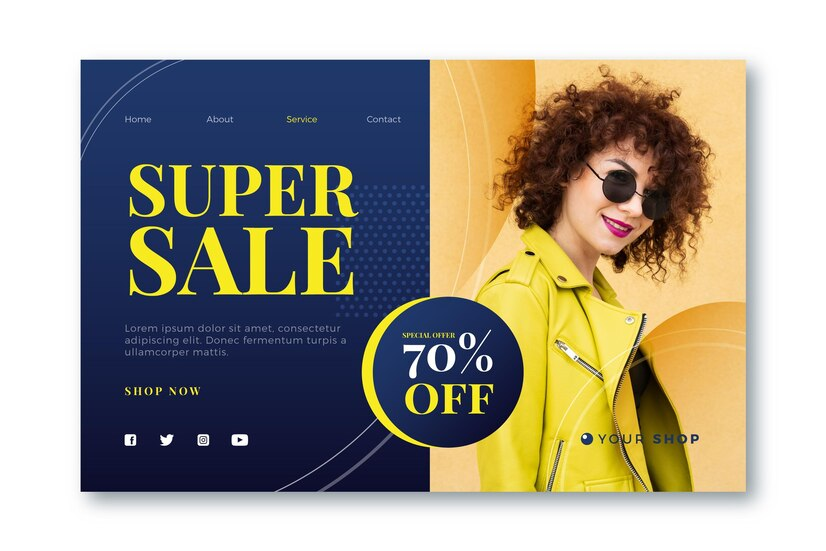 Home About Service Contact
SUPER
SALE
Lorem ipsum dolor sit amet, consectetur
adipiscing elit. Donec fermentum turpis a
ullamcorper mattis.
SHOP NOW
SPECIAL OFFER
70%
OFF
YOUR SHOP